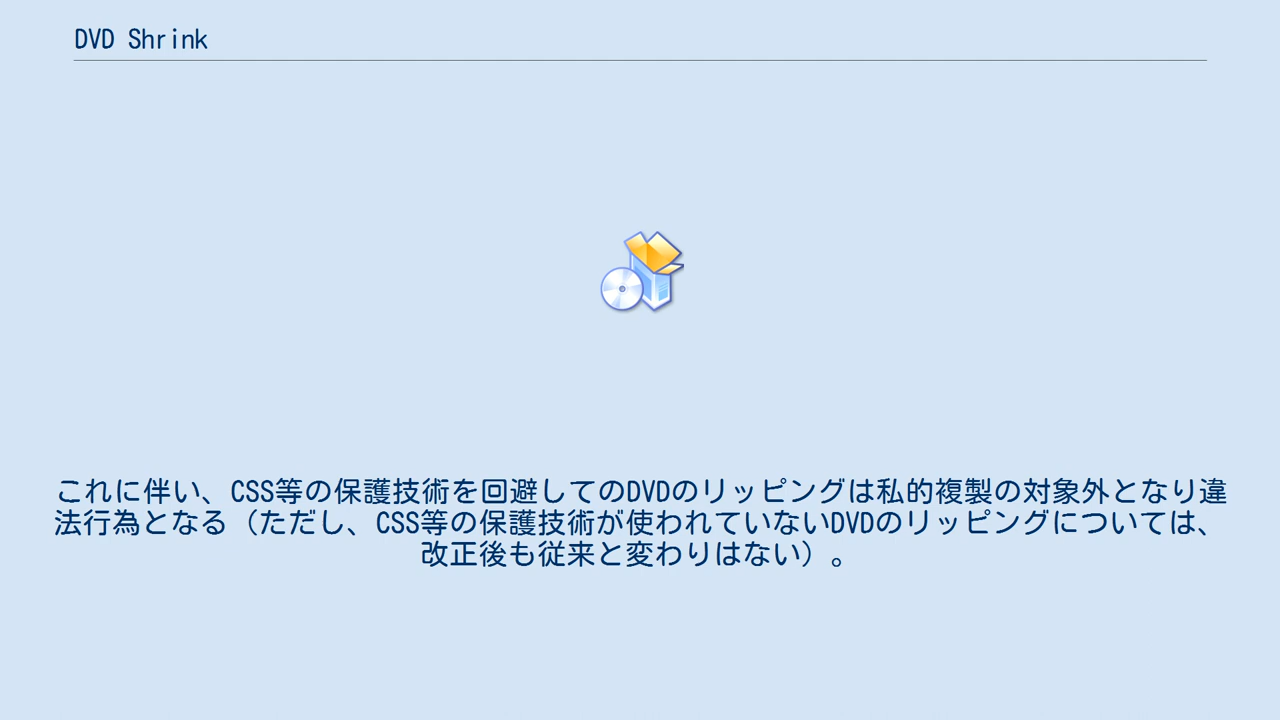 DVD Shrink
これに伴い、CSS等の保護技術を回避してのDVDのリッピングは私的複製の対象外となり違
法行為となる（ただし、CSS等の保護技術が使われていないDVDのリッピングについては、
改正後も従来と変わりはない）。